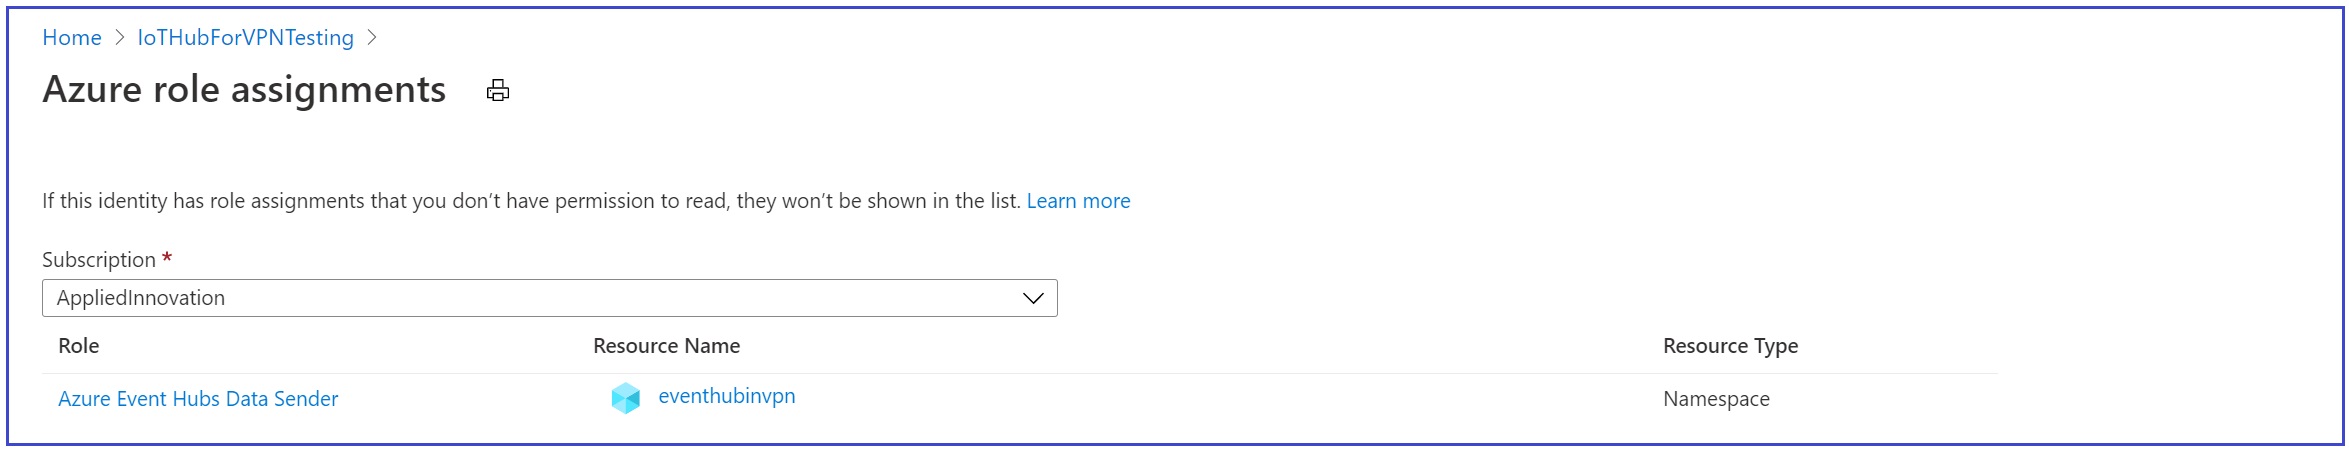 Home > IoTHubForVPNTesting >
Azure role assignments
If this identity has role assignments that you don’t have permission to read, they won’t be shown in the list. Learn more
Subscription *
AppliedInnovation
Role Resource Name Resource Type
Azure Event Hubs Data Sender eventhubinvpn Namespace